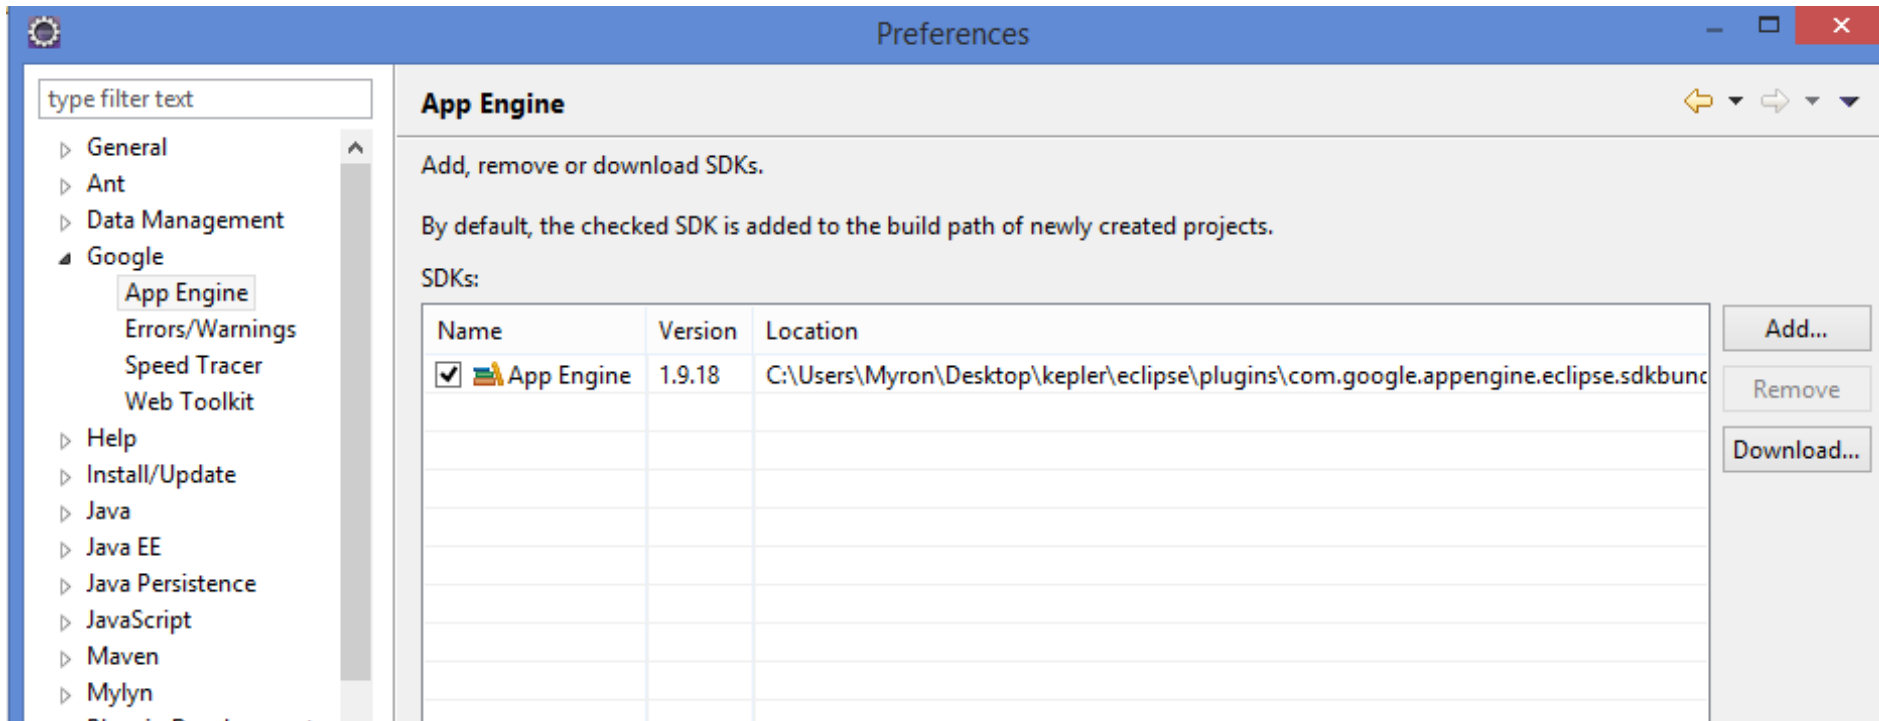 Preferences
type filter text
General
Ant
Data Management
Google
App Engine
Errors/Warnings
Speed Tracer
Web Toolkit
Help
Install/Update
Java
Java EE
Java Persistence
JavaScript
Maven
Mylyn
App Engine
Add, remove or download SDKs.
By default, the checked SDK is added to the build path of newly created projects.
SDKs:
Name Version Location
App Engine 1.9.18 C:\Users\Myron\Desktop\kepler\eclipse\plugins\com.google.appengine.eclipse.sdkbunc
Add...
Remove
Download...